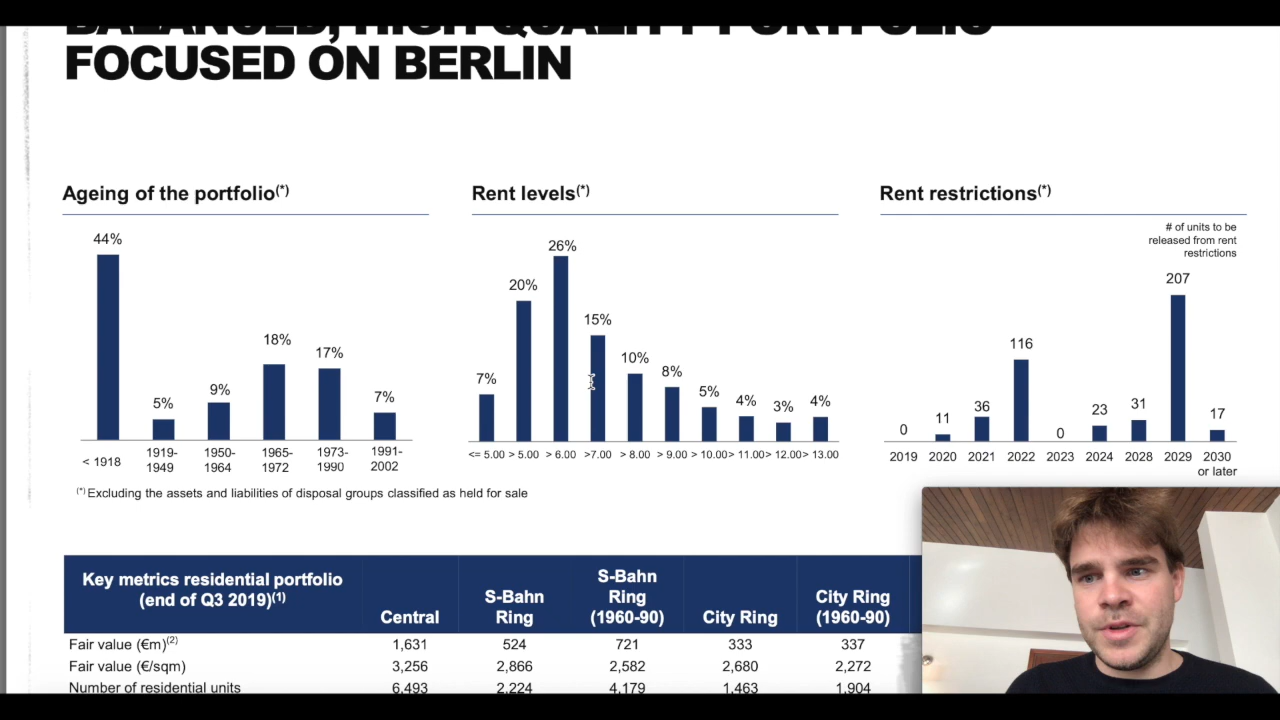 BALANCED, HIGH QUALITY PORTFOLIO
FOCUSED ON BERLIN
Ageing of the portfolio(*)
44%
5%
9%
18%
17%
7%
< 1918
1919-1949
1950-1964
1965-1972
1973-1990
1991-2002
(*) Excluding the assets and liabilities of disposal groups classified as held for sale
Rent levels(*)
7%
20%
26%
15%
10%
8%
5%
4%
3%
4%
<= 5.00
> 5.00
> 6.00
>7.00
> 8.00
> 9.00
> 10.00
> 11.00
> 12.00
> 13.00
Rent restrictions(*)
# of units to be
released from rent
restrictions
0
11
36
116
0
23
31
207
17
2019
2020
2021
2022
2023
2024
2028
2029
2030
or later
Key metrics residential portfolio
(end of Q3 2019)(1)
Central
S-Bahn
Ring
S-Bahn
Ring
(1960-90)
City Ring
City Ring
(1960-90)
Fair value (€m)(2) 1,631 524 721 333 337
Fair value (€/sqm) 3,256 2,866 2,582 2,680 2,272
Number of residential units 6,493 2,224 4,179 1,463 1,904